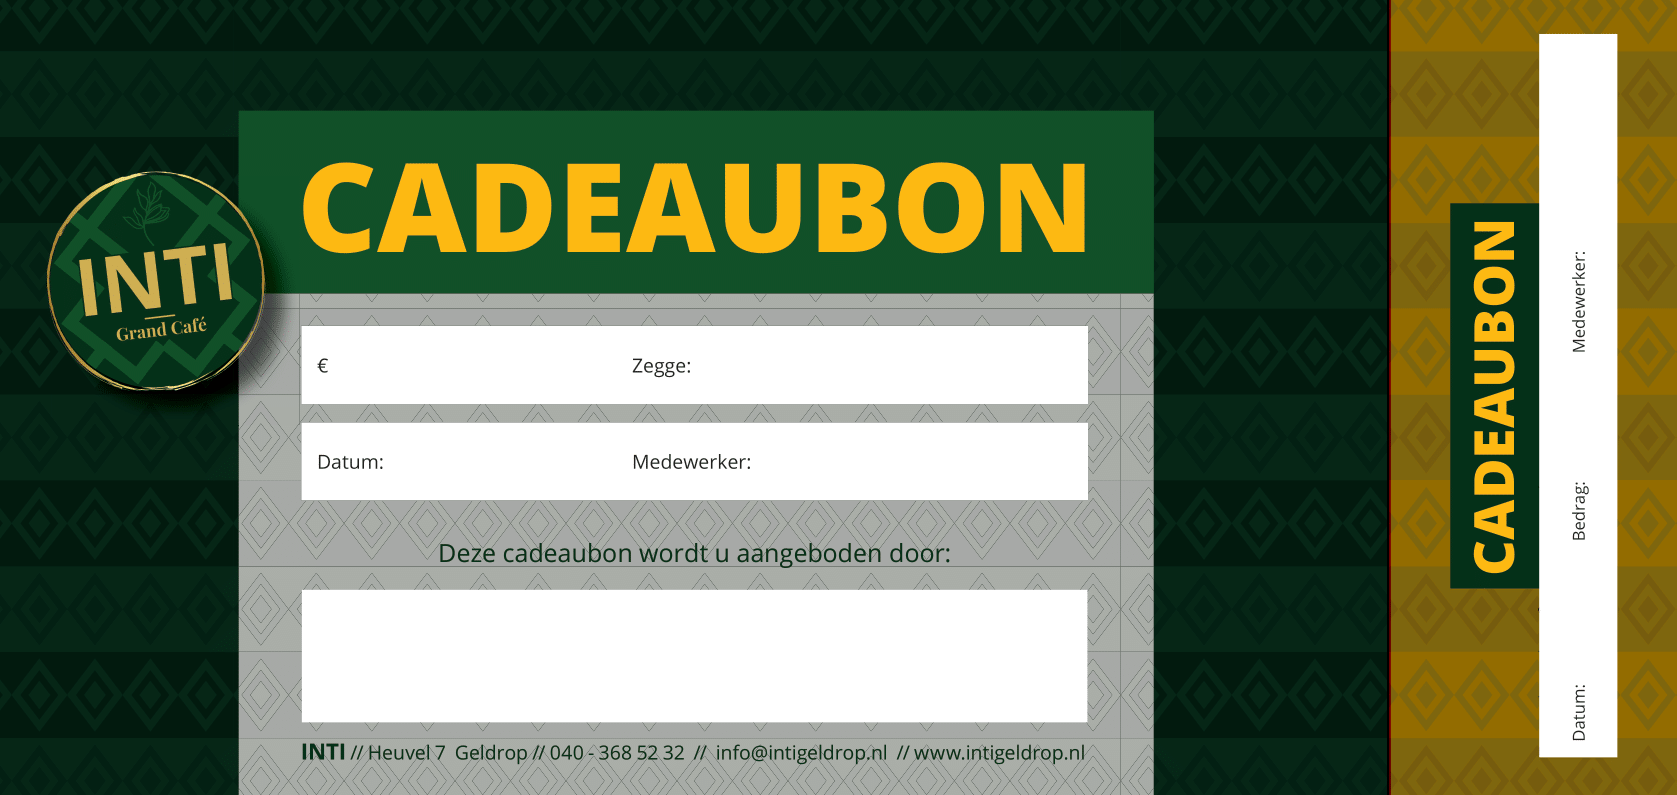 CADEAUBON
INTI
Grand Café
€ Zegge:
Datum: Medewerker:
Deze cadeaubon wordt u aangeboden door:
INTI // Heuvel 7 Geldrop // 040 - 368 52 32 // info@intigeldrop.nl // www.intigeldrop.nl
CADEAUBON
Datum: Bedrag: Medewerker: